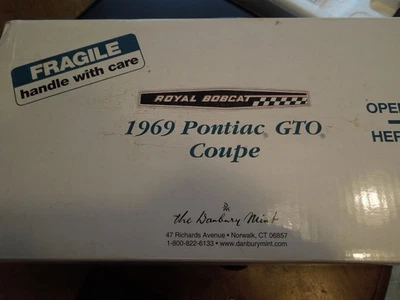 FRAGILE
handle with care
ROYAL BOBCAT
1969 Pontiac® GTO®
Coupe
OPEN
HER
the Danbury Mint
47 Richards Avenue • Norwalk, CT 06857
1-800-822-6133 • www.danburymint.com